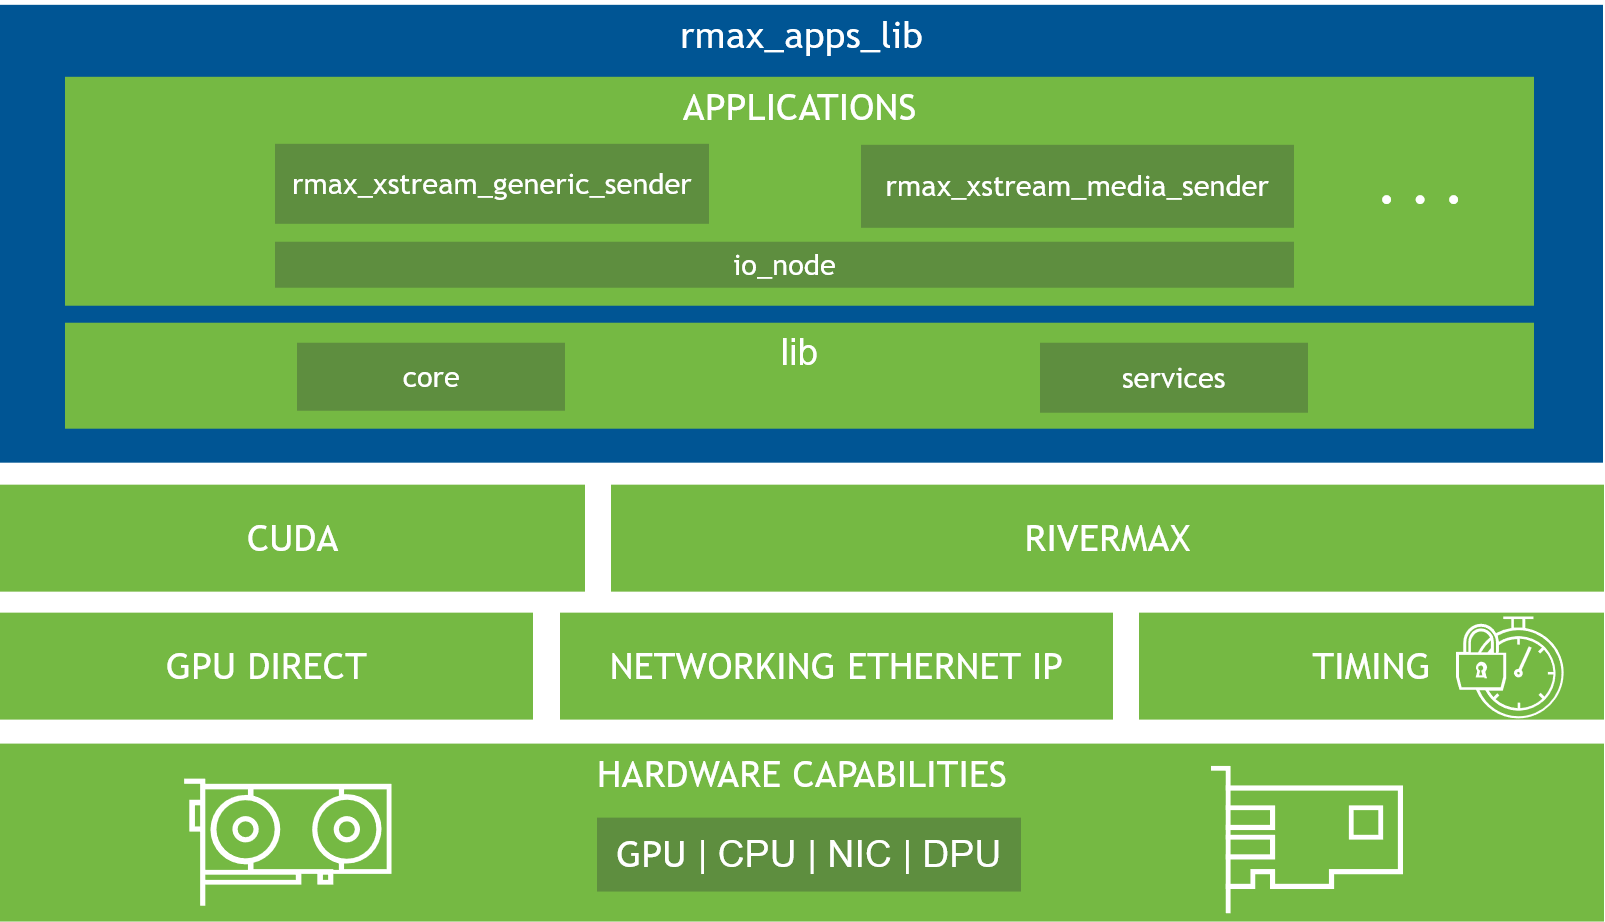 rmax_apps_lib
APPLICATIONS
rmax_xstream_generic_sender
rmax_xstream_media_sender
. . .
io_node
lib
core
services
CUDA
RIVERMAX
GPU DIRECT
NETWORKING ETHERNET IP
TIMING
HARDWARE CAPABILITIES
GPU | CPU | NIC | DPU